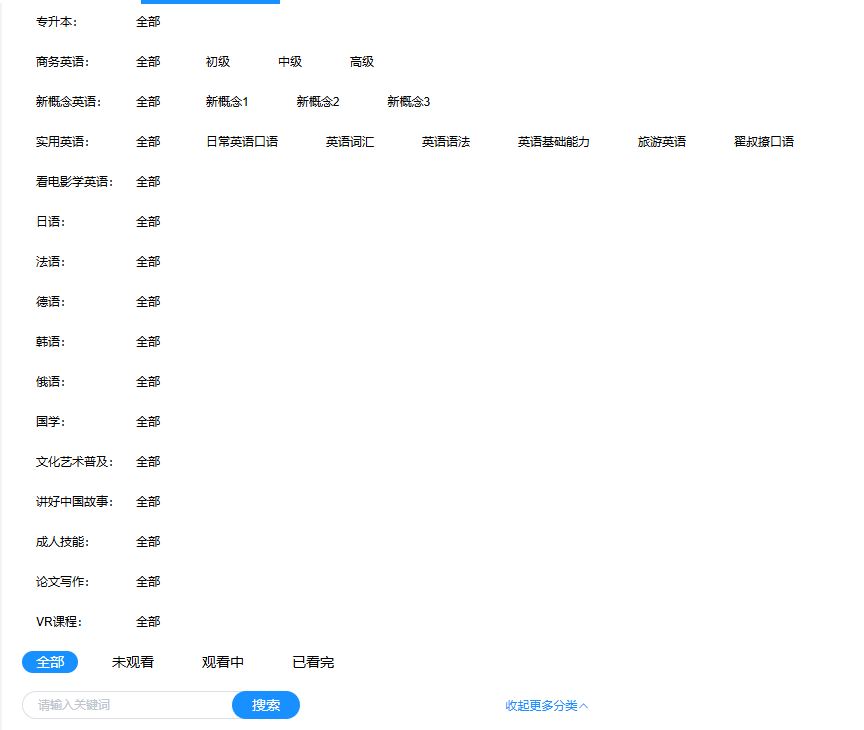 专升本： 全部
商务英语： 全部 初级 中级 高级
新概念英语： 全部 新概念1 新概念2 新概念3
实用英语： 全部 日常英语口语 英语词汇 英语语法 英语基础能力 旅游英语 翟叔擦口语
看电影学英语： 全部
日语： 全部
法语： 全部
德语： 全部
韩语： 全部
俄语： 全部
国学： 全部
文化艺术普及： 全部
讲好中国故事： 全部
成人技能： 全部
论文写作： 全部
VR课程： 全部
全部 未观看 观看中 已看完
请输入关键词 搜索 收起更多分类